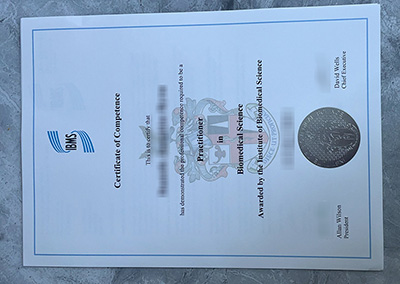 IBMS
Certificate of Competence
This is to certify that
has demonstrated the professional competency required to be a
Practitioner
in
Biomedical Science
Awarded by the Institute of Biomedical Science
Allan Wilson
President
David Wells
Chief Executive